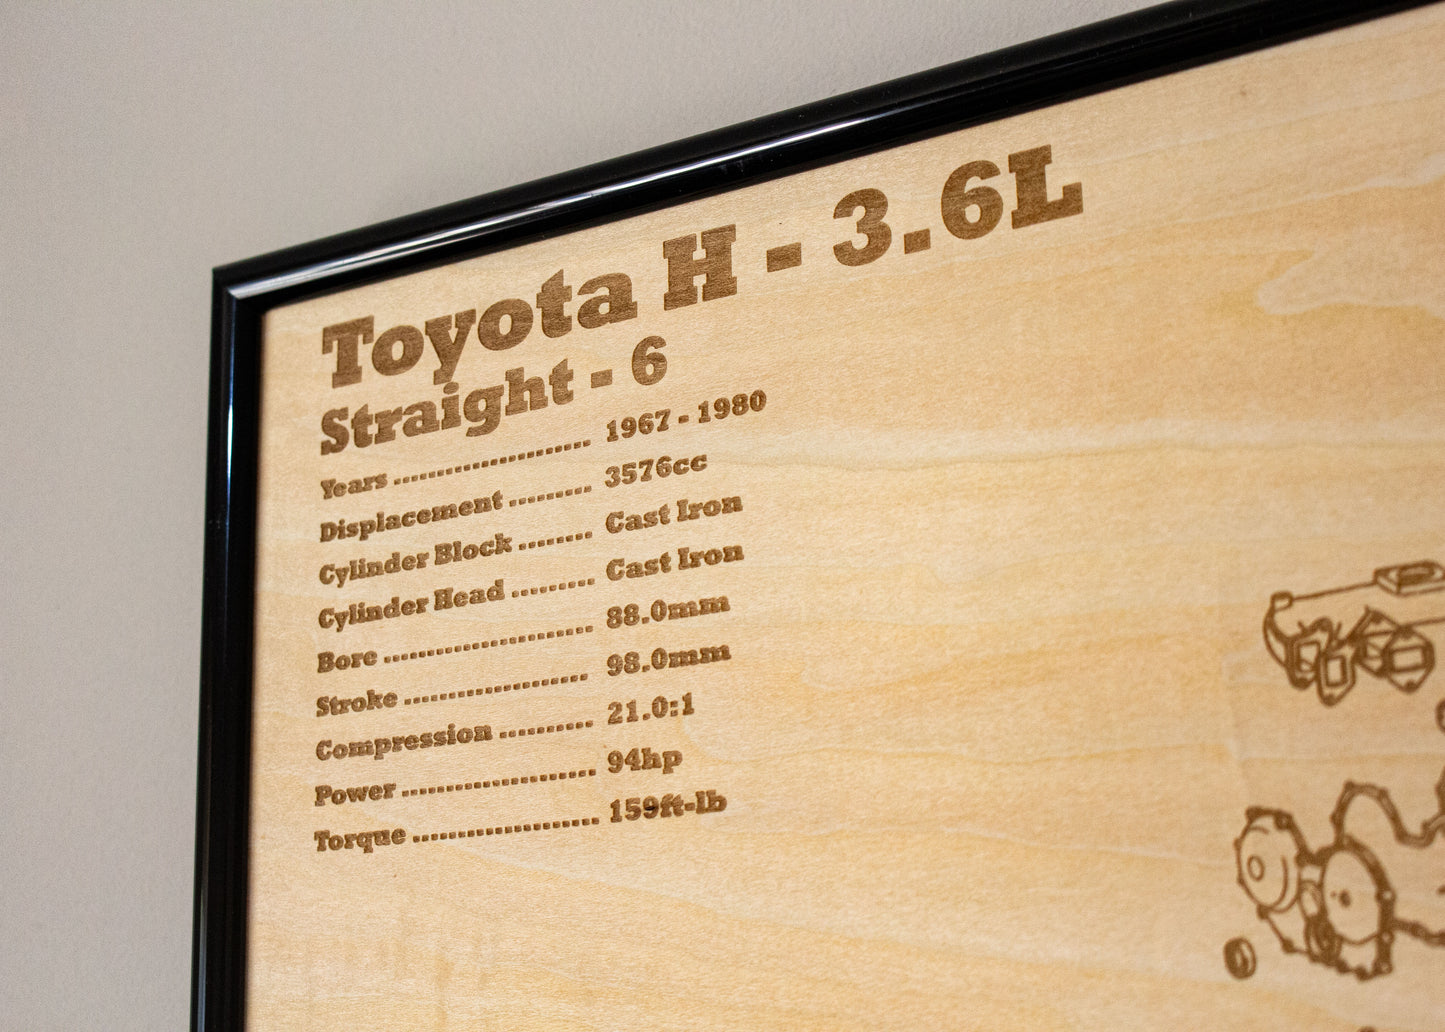 Toyota H - 3.6L
Straight - 6
Years ........................... 1967 - 1980
Displacement ........... 3576cc
Cylinder Block .......... Cast Iron
Cylinder Head ........... Cast Iron
Bore ............................ 88.0mm
Stroke ......................... 98.0mm
Compression ............. 21.0:1
Power .......................... 94hp
Torque ......................... 159ft-lb